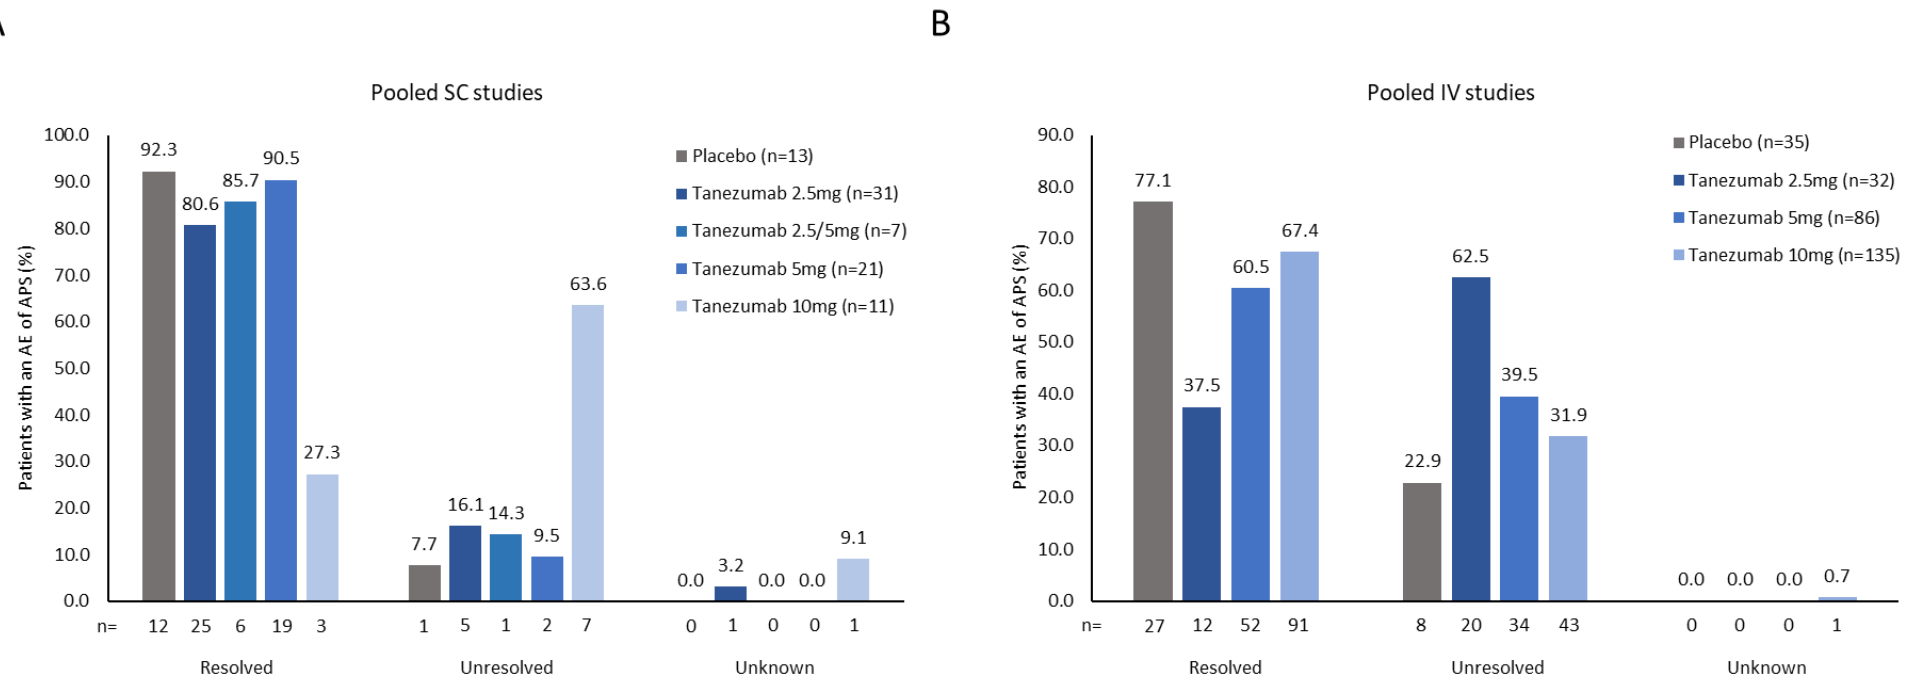 A
Pooled SC studies
Patients with an AE of APS (%)
100.0
90.0
80.0
70.0
60.0
50.0
40.0
30.0
20.0
10.0
0.0
92.3
80.6
85.7
90.5
27.3
7.7
16.1
14.3
9.5
63.6
0.0
3.2
0.0
0.0
9.1
Placebo (n=13)
Tanezumab 2.5mg (n=31)
Tanezumab 2.5/5mg (n=7)
Tanezumab 5mg (n=21)
Tanezumab 10mg (n=11)
n= 12 25 6 19 3 1 5 1 2 7 0 1 0 0 1
Resolved Unresolved Unknown
B
Pooled IV studies
Patients with an AE of APS (%)
90.0
80.0
70.0
60.0
50.0
40.0
30.0
20.0
10.0
0.0
77.1
37.5
60.5
67.4
22.9
62.5
39.5
31.9
0.0
0.0
0.0
0.7
Placebo (n=35)
Tanezumab 2.5mg (n=32)
Tanezumab 5mg (n=86)
Tanezumab 10mg (n=135)
n= 27 12 52 91 8 20 34 43 0 0 0 1
Resolved Unresolved Unknown